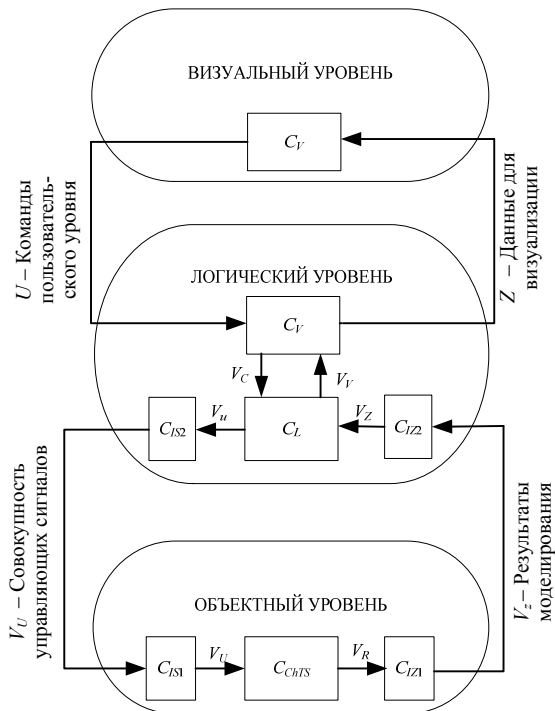 ВИЗУАЛЬНЫЙ УРОВЕНЬ
C_V
U – Команды
пользователь-
ского уровня
Z – Данные для
визуализации
ЛОГИЧЕСКИЙ УРОВЕНЬ
C_V
V_C
V_V
C_IS2
V_u
C_L
V_Z
C_IZ2
V_U – Совокупность
управляющих сигналов
V_z – Результаты
моделирования
ОБЪЕКТНЫЙ УРОВЕНЬ
C_IS1
V_U
C_ChTS
V_R
C_IZ1